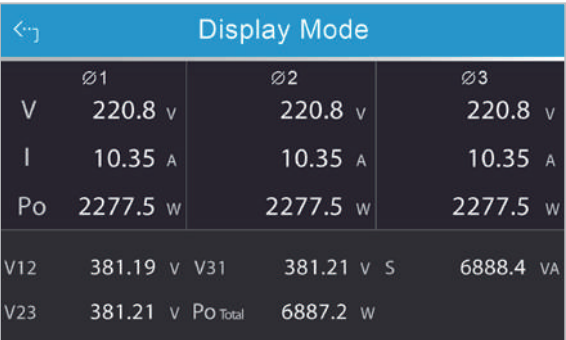 Display Mode
Ø1 Ø2 Ø3
V 220.8 V 220.8 V 220.8 V
I 10.35 A 10.35 A 10.35 A
Po 2277.5 W 2277.5 W 2277.5 W
V12 381.19 V V31 381.21 V S 6888.4 VA
V23 381.21 V Po Total 6887.2 W